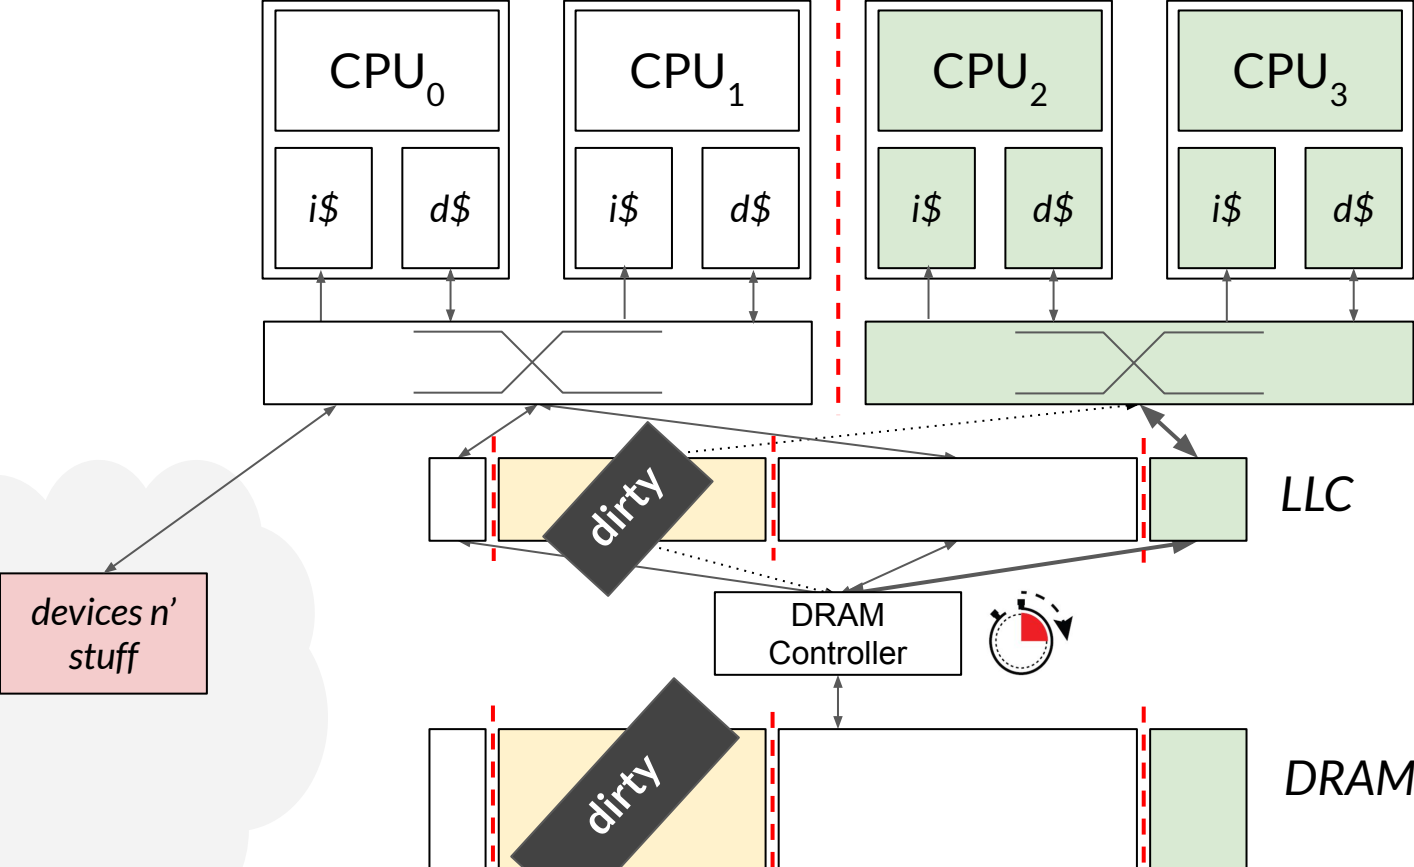 CPU0
CPU1
CPU2
CPU3
i$
d$
i$
d$
i$
d$
i$
d$
dirty
LLC
devices n’
stuff
DRAM
Controller
dirty
DRAM